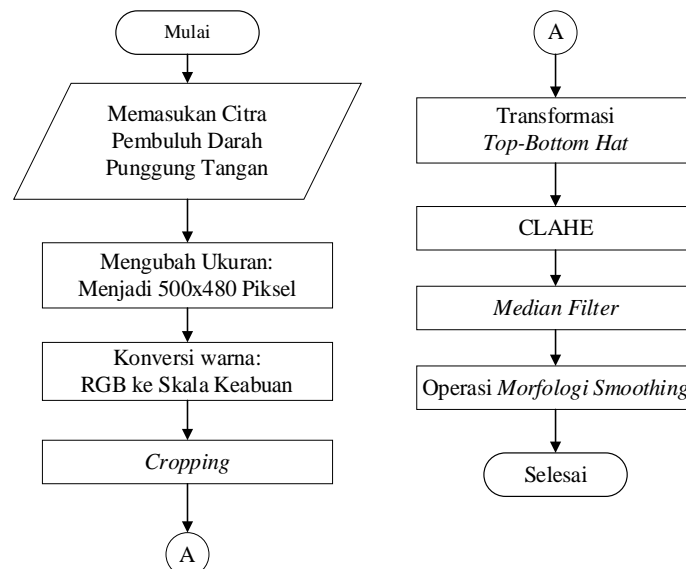 Mulai
Memasukan Citra
Pembuluh Darah
Punggung Tangan
Mengubah Ukuran:
Menjadi 500x480 Piksel
Konversi warna:
RGB ke Skala Keabuan
Cropping
A
A
Transformasi
Top-Bottom Hat
CLAHE
Median Filter
Operasi Morfologi Smoothing
Selesai